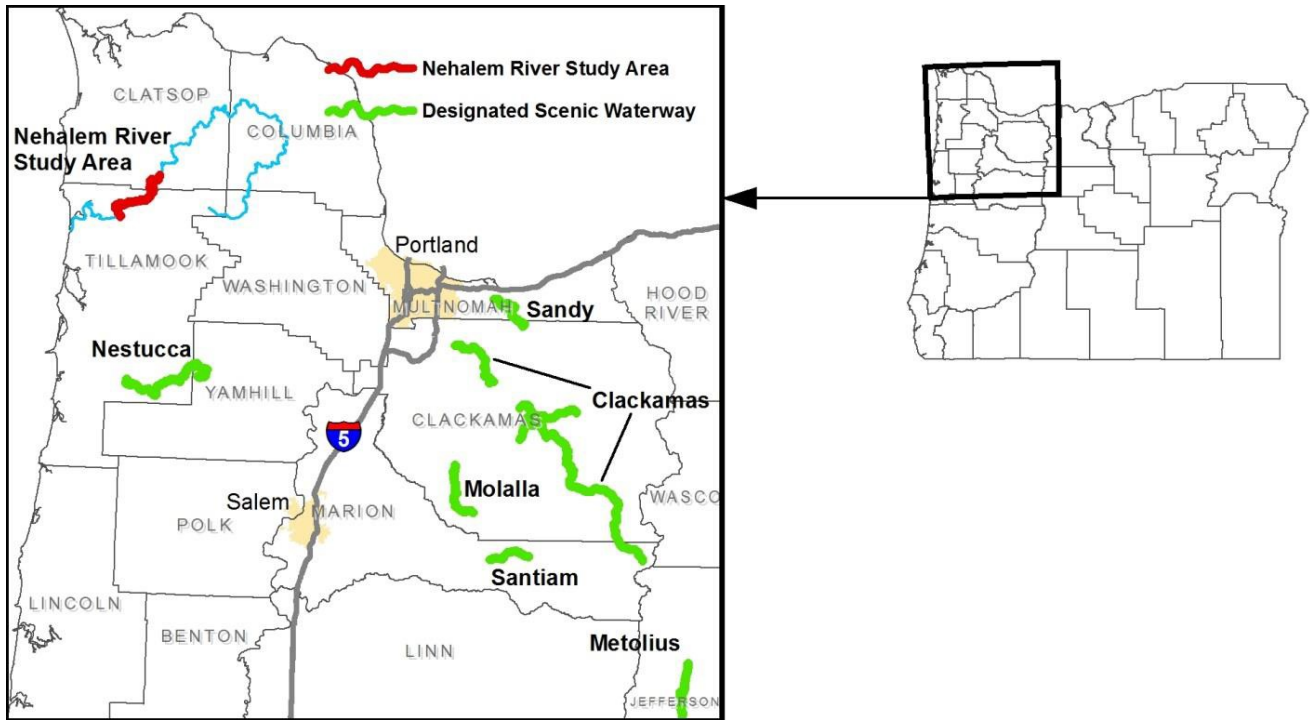 Nehalem River Study Area
Designated Scenic Waterway
CLATSOP
COLUMBIA
Nehalem River
Study Area
TILLAMOOK
WASHINGTON
Portland
MULTNOMAH
Sandy
HOOD
RIVER
Nestucca
YAMHILL
Clackamas
CLACKAMAS
5
Molalla
WASCO
Salem
MARION
POLK
Santiam
LINCOLN
BENTON
LINN
Metolius
JEFFERSON